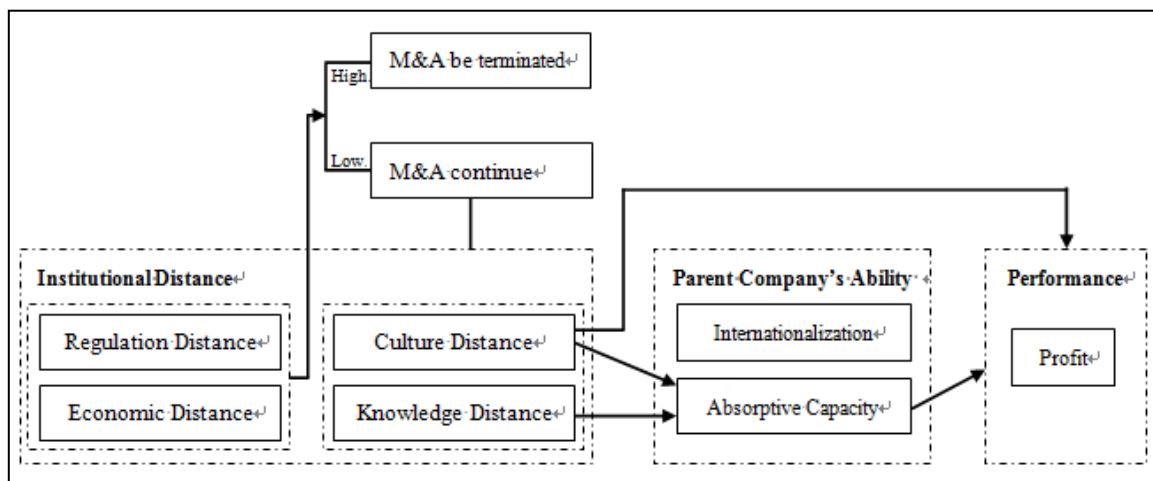 M&A be terminated
High.
Low.
M&A continue
Institutional Distance
Parent Company's Ability
Performance
Regulation Distance
Culture Distance
Internationalization
Profit
Economic Distance
Knowledge Distance
Absorptive Capacity